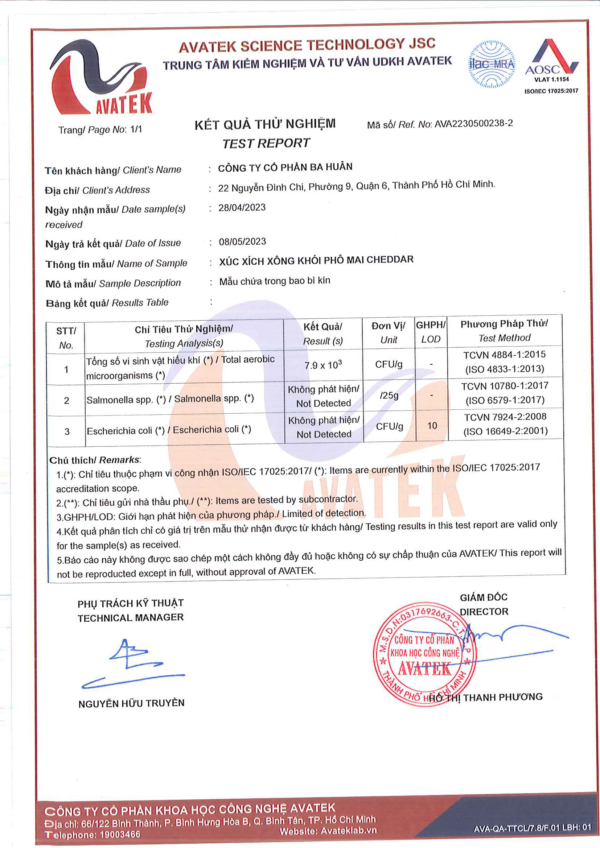 AVATEK SCIENCE TECHNOLOGY JSC
TRUNG TÂM KIỂM NGHIỆM VÀ TƯ VẤN UDKH AVATEK
AVATEK
ilac-MRA
AOSC
VLAT 1.1154
ISO/IEC 17025:2017
Trang/ Page No: 1/1
KẾT QUẢ THỬ NGHIỆM
TEST REPORT
Mã số/ Ref. No: AVA2230500238-2
Tên khách hàng/ Client's Name : CÔNG TY CỔ PHẦN BA HUÂN
Địa chỉ/ Client's Address : 22 Nguyễn Đình Chi, Phường 9, Quận 6, Thành Phố Hồ Chí Minh.
Ngày nhận mẫu/ Date sample(s) received : 28/04/2023
Ngày trả kết quả/ Date of Issue : 08/05/2023
Thông tin mẫu/ Name of Sample : XÚC XÍCH XÔNG KHÓI PHÔ MAI CHEDDAR
Mô tả mẫu/ Sample Description : Mẫu chứa trong bao bì kín
Bảng kết quả/ Results Table :
STT/ No. Chỉ Tiêu Thử Nghiệm/ Testing Analysis(s) Kết Quả/ Result (s) Đơn Vị/ Unit GHPH/ LOD Phương Pháp Thử/ Test Method
1 Tổng số vi sinh vật hiếu khí (*) / Total aerobic microorganisms (*) 7.9 x 10³ CFU/g - TCVN 4884-1:2015 (ISO 4833-1:2013)
2 Salmonella spp. (*) / Salmonella spp. (*) Không phát hiện/ Not Detected /25g - TCVN 10780-1:2017 (ISO 6579-1:2017)
3 Escherichia coli (*) / Escherichia coli (*) Không phát hiện/ Not Detected CFU/g 10 TCVN 7924-2:2008 (ISO 16649-2:2001)
Chú thích/ Remarks:
1.(*): Chỉ tiêu thuộc phạm vi công nhận ISO/IEC 17025:2017/ (*): Items are currently within the ISO/IEC 17025:2017
accreditation scope.
2.(**): Chỉ tiêu gửi nhà thầu phụ./ (**): Items are tested by subcontractor.
3.GHPH/LOD: Giới hạn phát hiện của phương pháp./ Limited of detection.
4.Kết quả phân tích chỉ có giá trị trên mẫu thử nhận được từ khách hàng/ Testing results in this test report are valid only
for the sample(s) as received.
5.Báo cáo này không được sao chép một cách không đầy đủ hoặc không có sự chấp thuận của AVATEK/ This report will
not be reproduced except in full, without approval of AVATEK.
PHỤ TRÁCH KỸ THUẬT
TECHNICAL MANAGER
GIÁM ĐỐC
DIRECTOR
M.S.D.N:0317692663-C.T.C.P
CÔNG TY CỔ PHẦN
KHOA HỌC CÔNG NGHỆ
AVATEK
THÀNH PHỐ HỒ CHÍ MINH
NGUYỄN HỮU TRUYỀN
HỒ THỊ THANH PHƯƠNG
CÔNG TY CỔ PHẦN KHOA HỌC CÔNG NGHỆ AVATEK
Địa chỉ: 66/122 Bình Thành, P. Bình Hưng Hòa B, Q. Bình Tân, TP. Hồ Chí Minh
Telephone: 19003466 Website: Avateklab.vn
AVA-QA-TTCL/7.8/F.01 LBH: 01